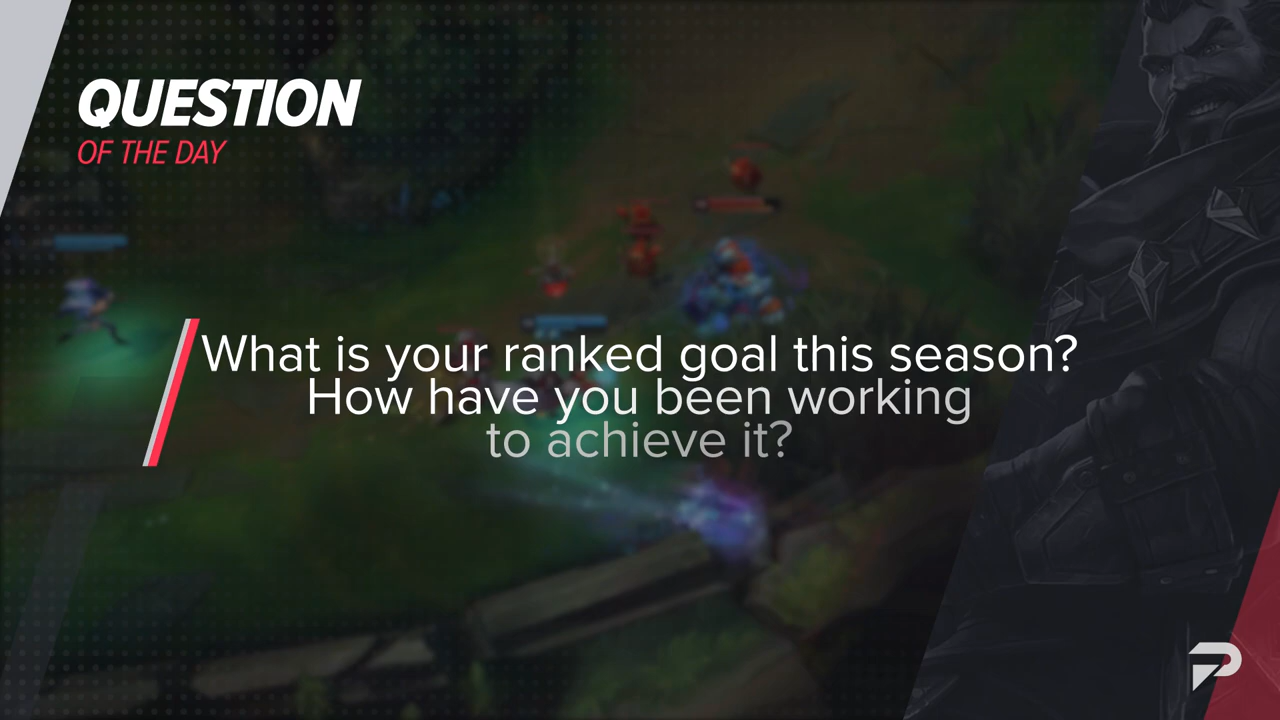 QUESTION
OF THE DAY
What is your ranked goal this season?
How have you been working
to achieve it?